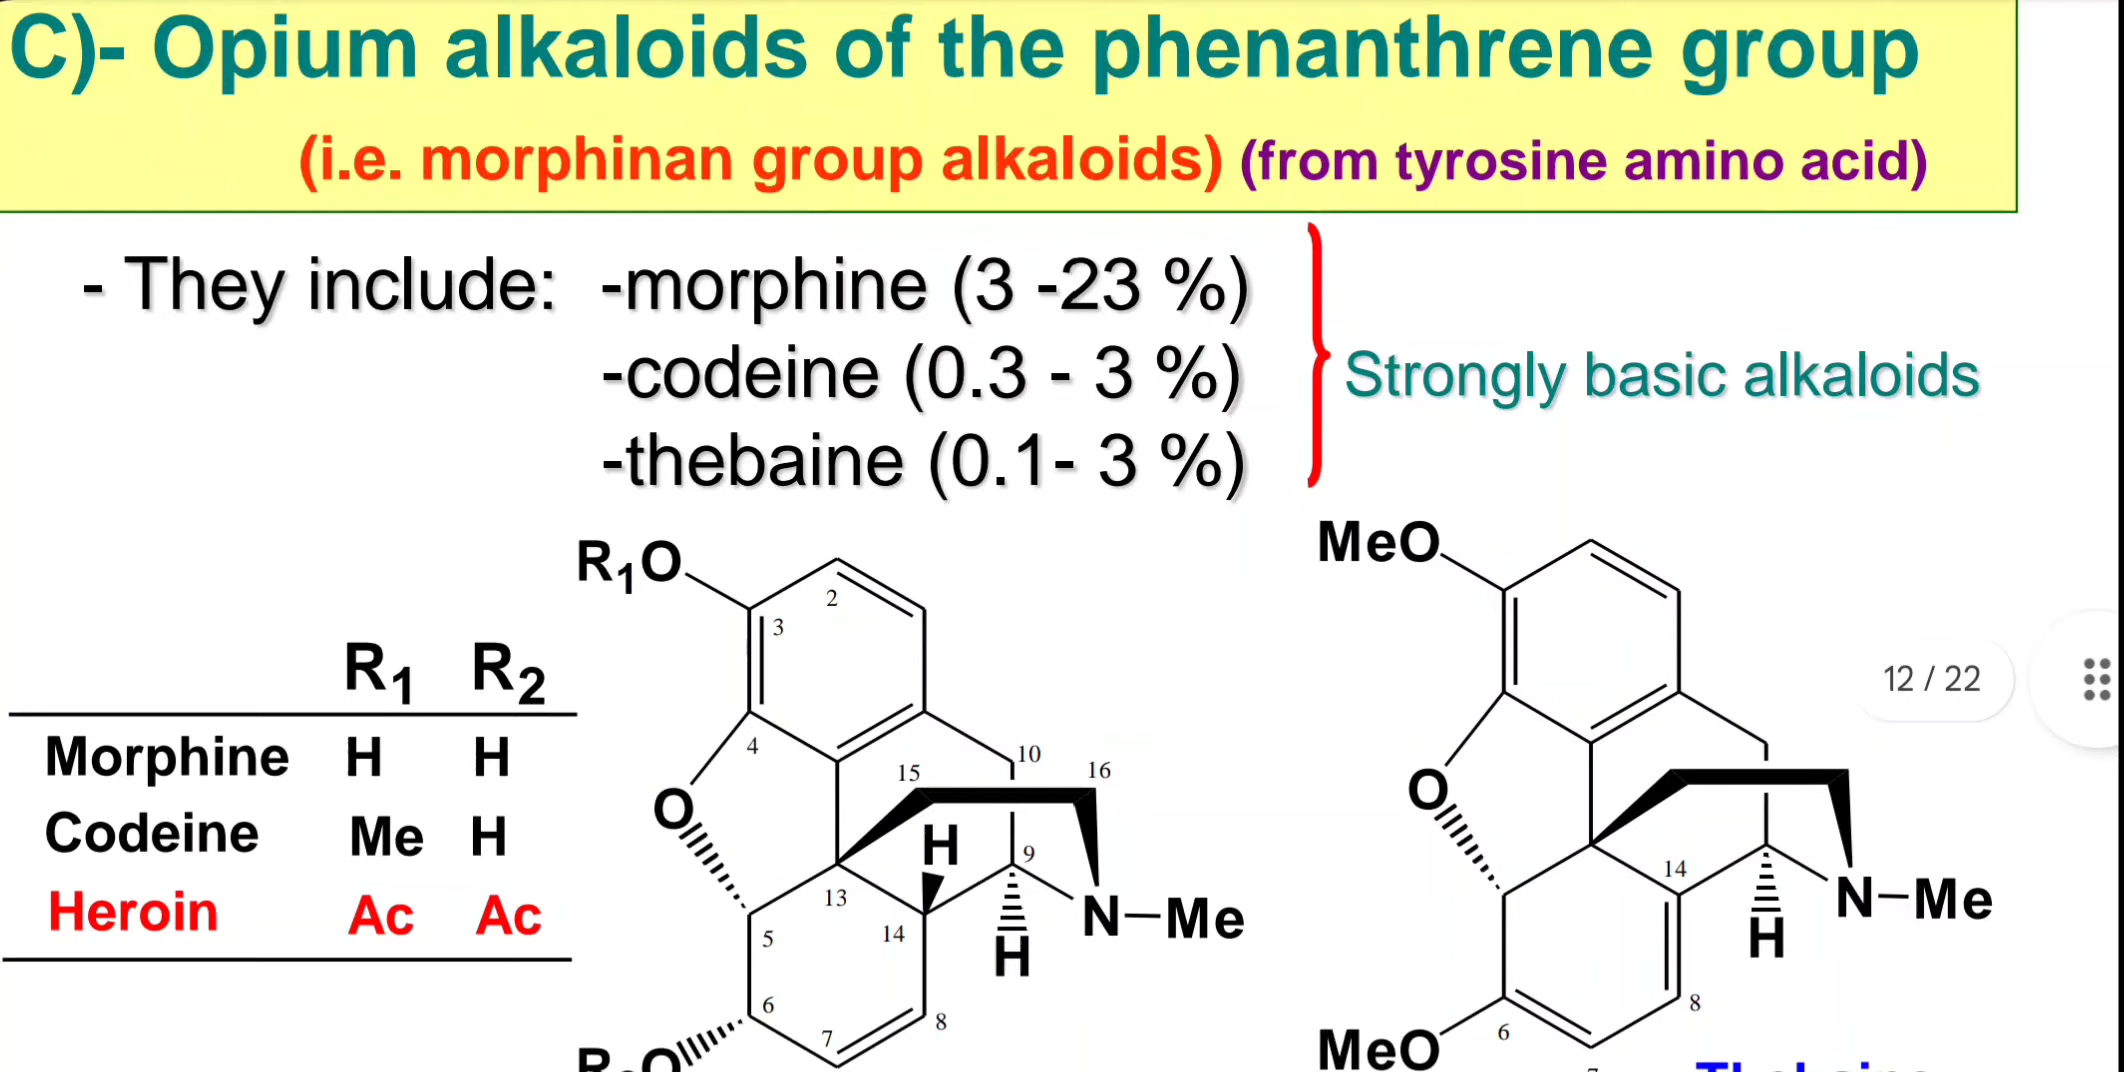 C)- Opium alkaloids of the phenanthrene group
(i.e. morphinan group alkaloids) (from tyrosine amino acid)
- They include: -morphine (3 -23 %)
-codeine (0.3 - 3 %)
-thebaine (0.1- 3 %)
Strongly basic alkaloids
R1 R2
Morphine H H
Codeine Me H
Heroin Ac Ac
R1O
2
3
4
O
10
15
16
H
9
13
14
N-Me
H
5
6
7
8
MeO
O
14
N-Me
H
8
6
MeO
12 / 22